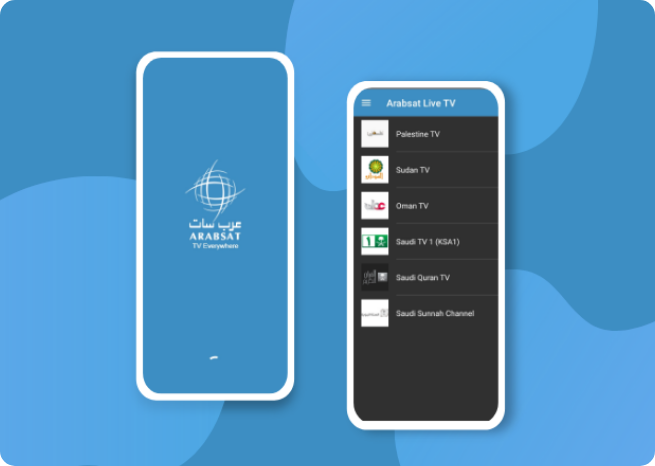 عرب سات
ARABSAT
TV Everywhere
Arabsat Live TV
Palestine TV
Sudan TV
Oman TV
Saudi TV 1 (KSA1)
Saudi Quran TV
Saudi Sunnah Channel